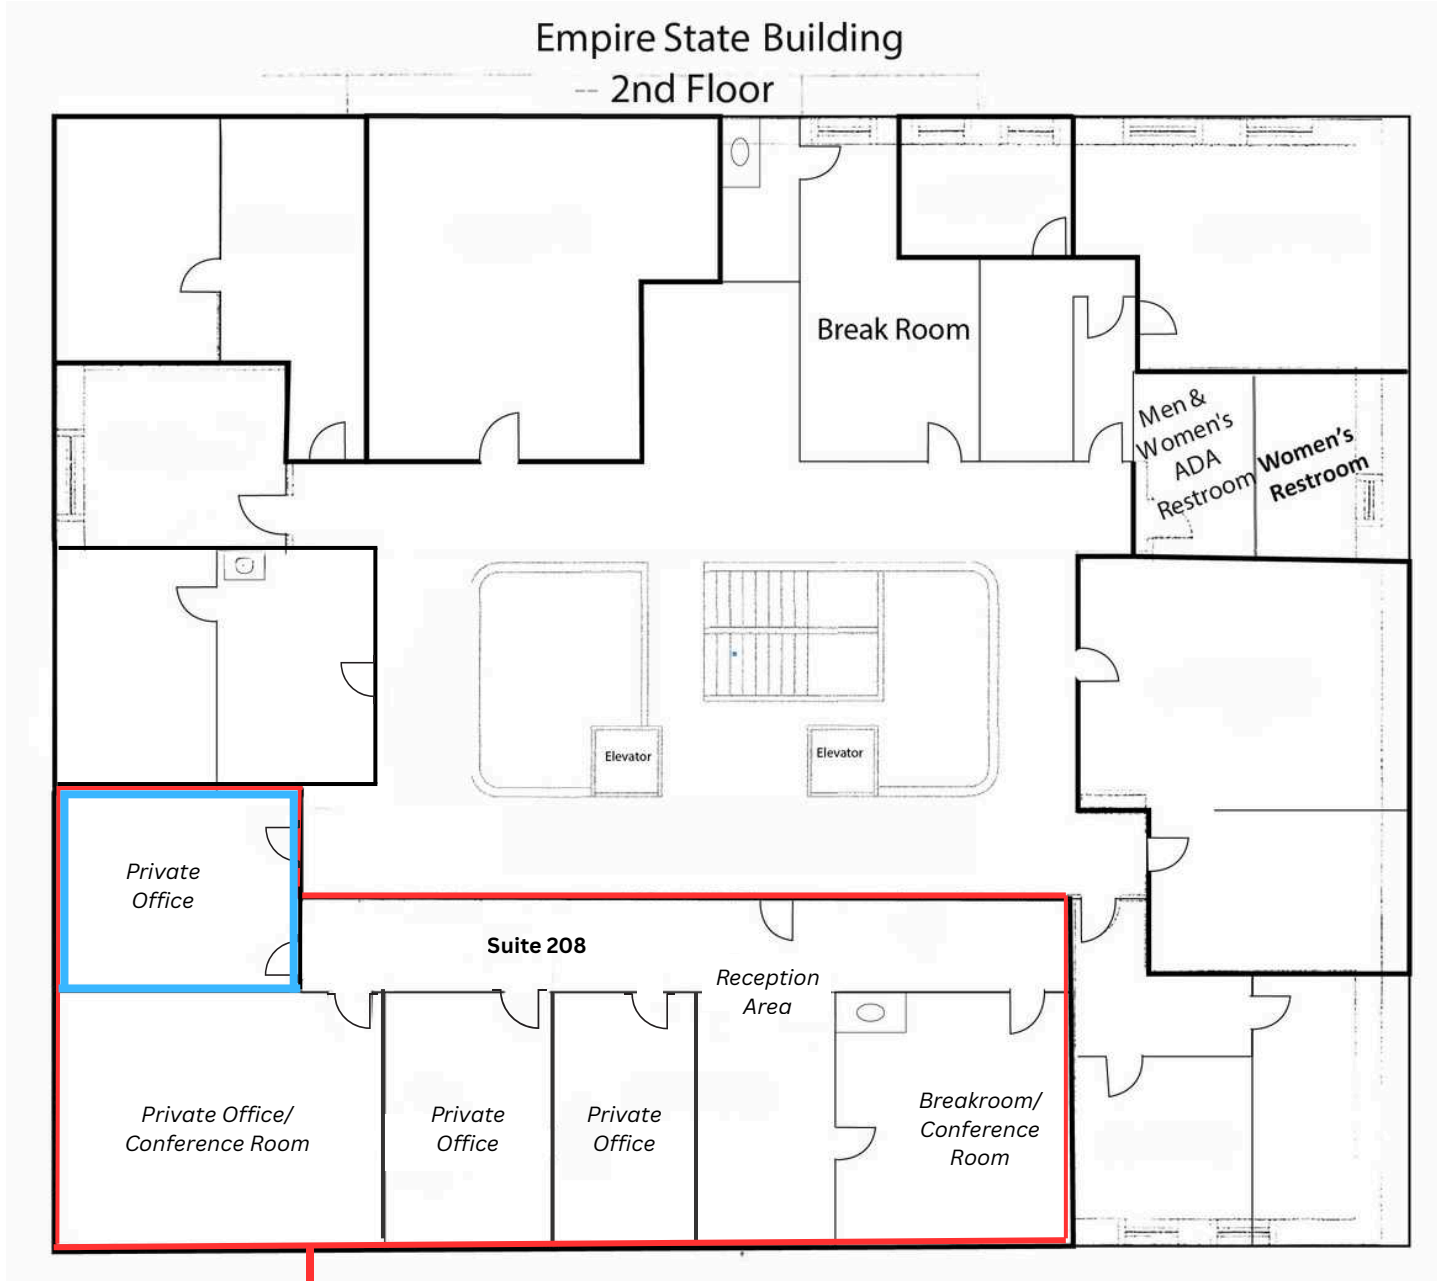 Empire State Building
-- 2nd Floor
Break Room
Men &
Women's
ADA
Restroom
Women's
Restroom
Elevator
Elevator
Private
Office
Suite 208
Reception
Area
Private Office/
Conference Room
Private
Office
Private
Office
Breakroom/
Conference
Room